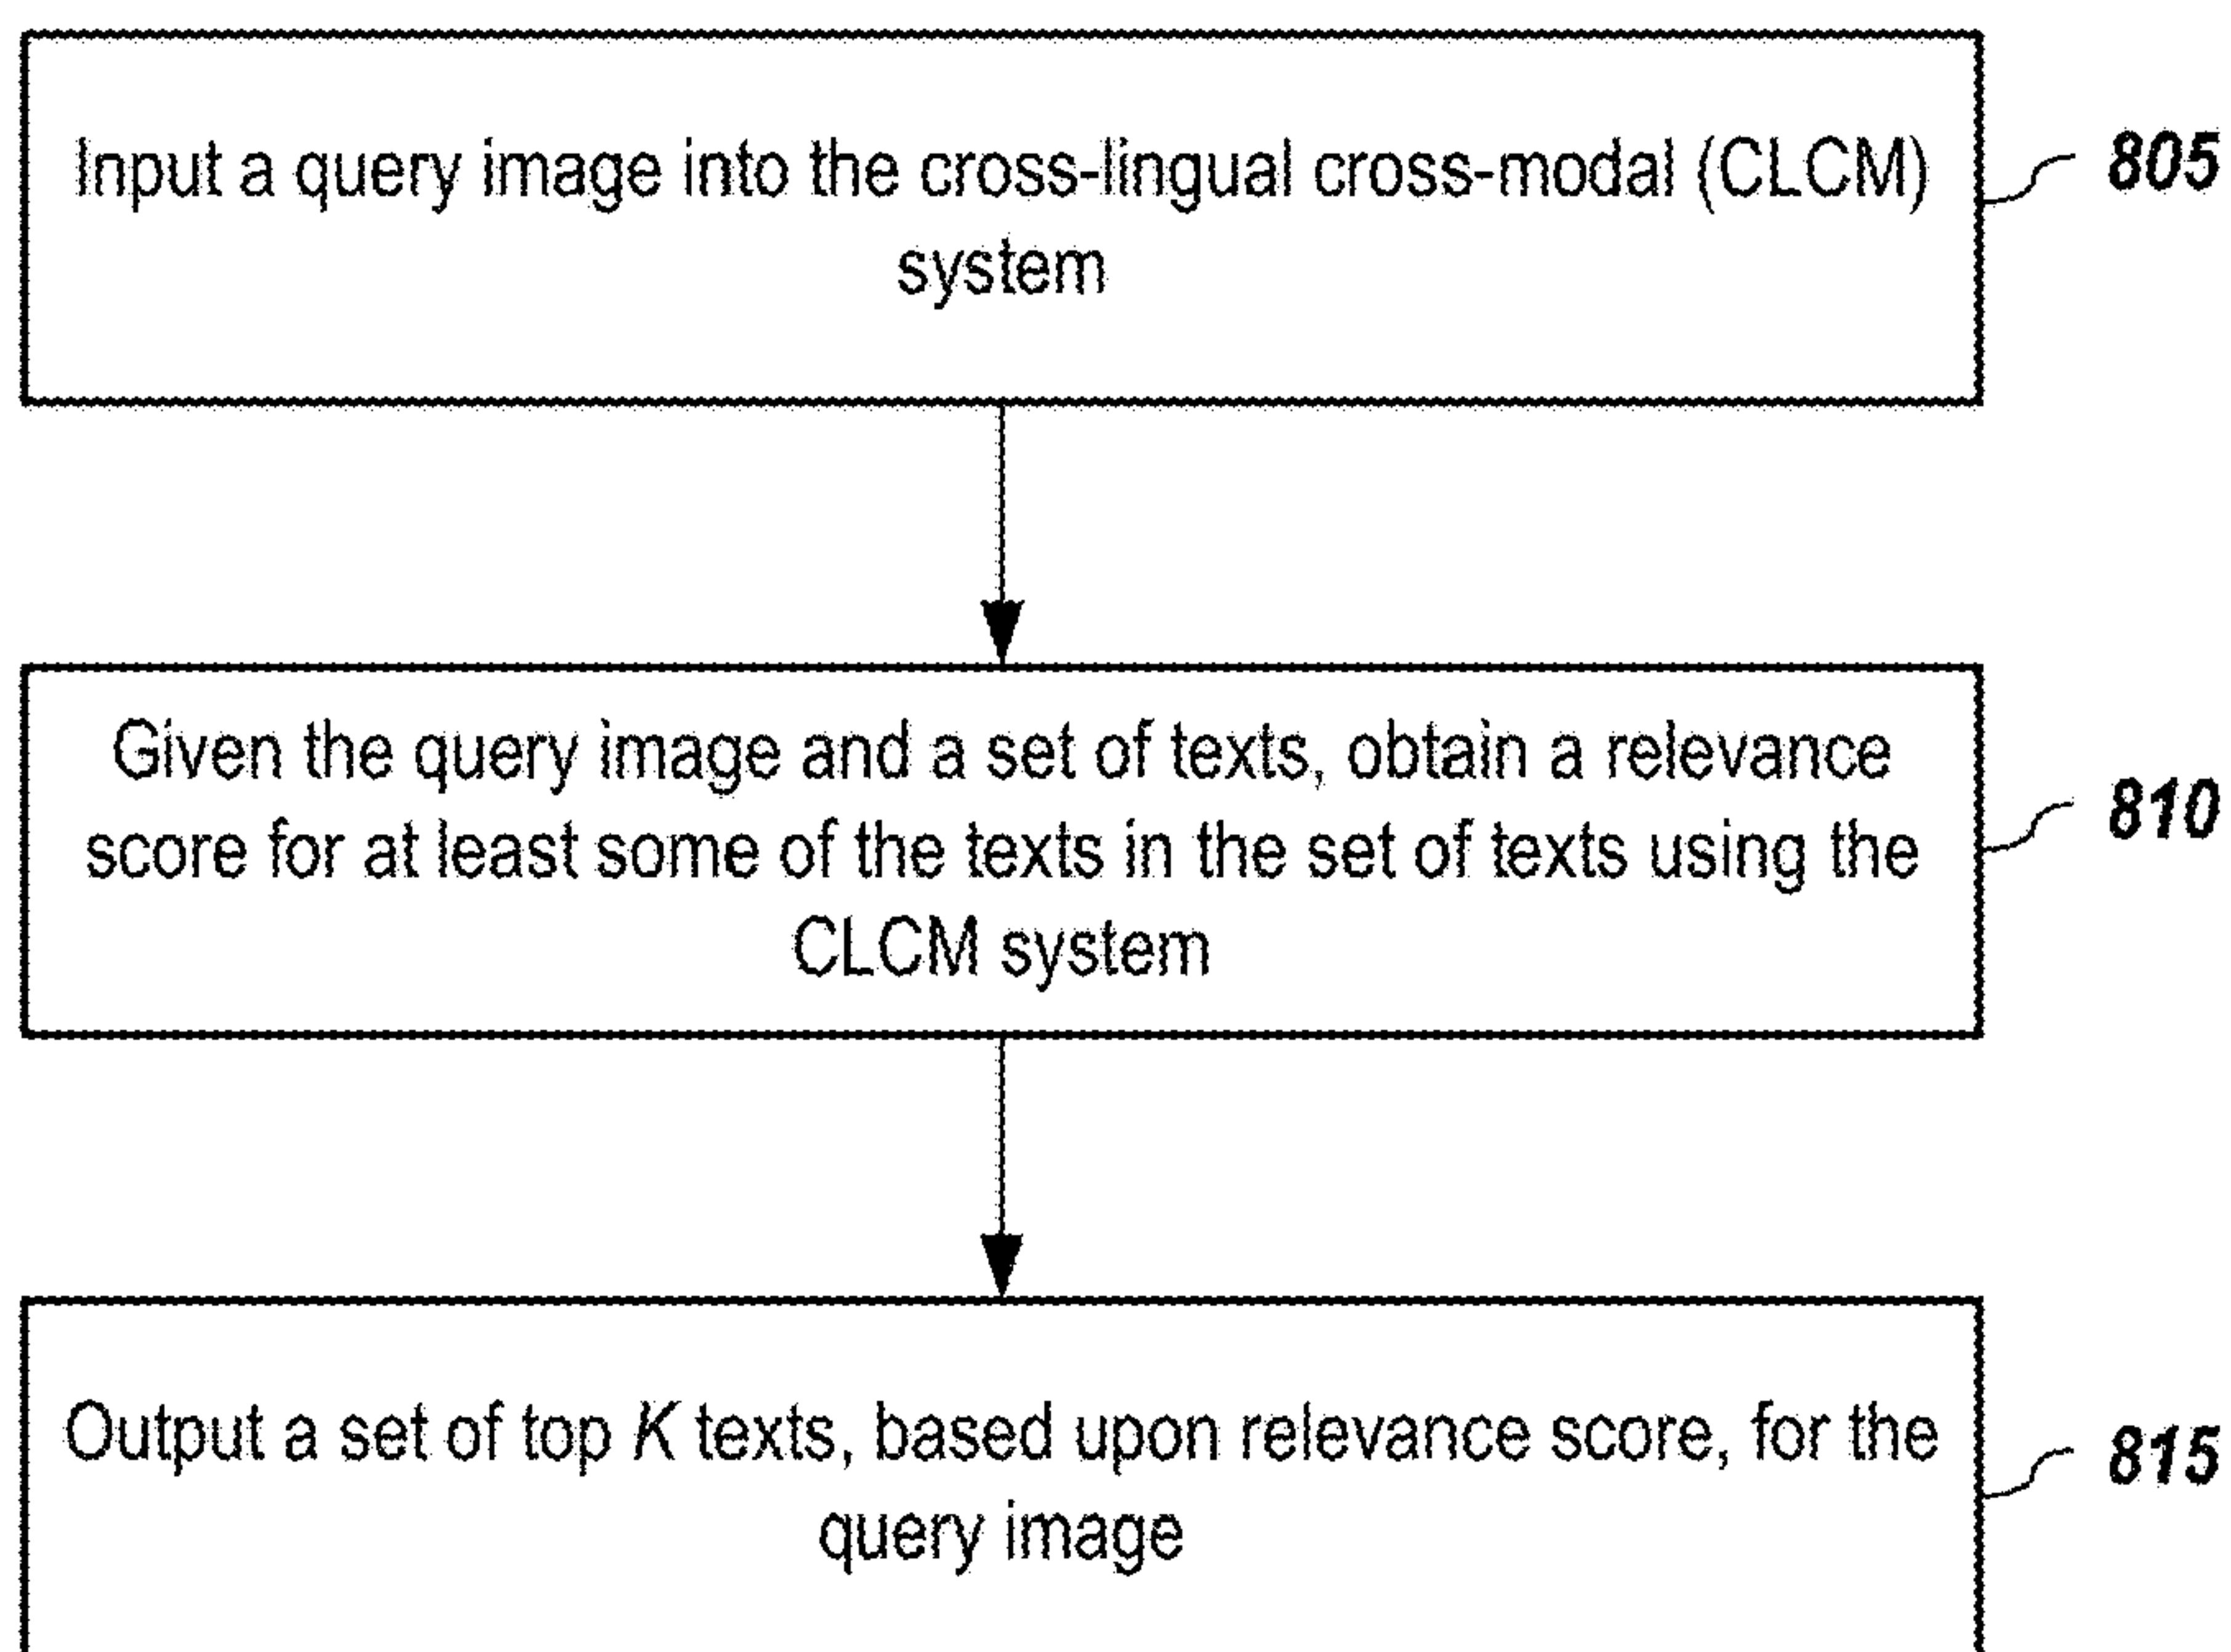 Input a query image into the cross-lingual cross-modal (CLCM)
system
805
Given the query image and a set of texts, obtain a relevance
score for at least some of the texts in the set of texts using the
CLCM system
810
Output a set of top K texts, based upon relevance score, for the
query image
815